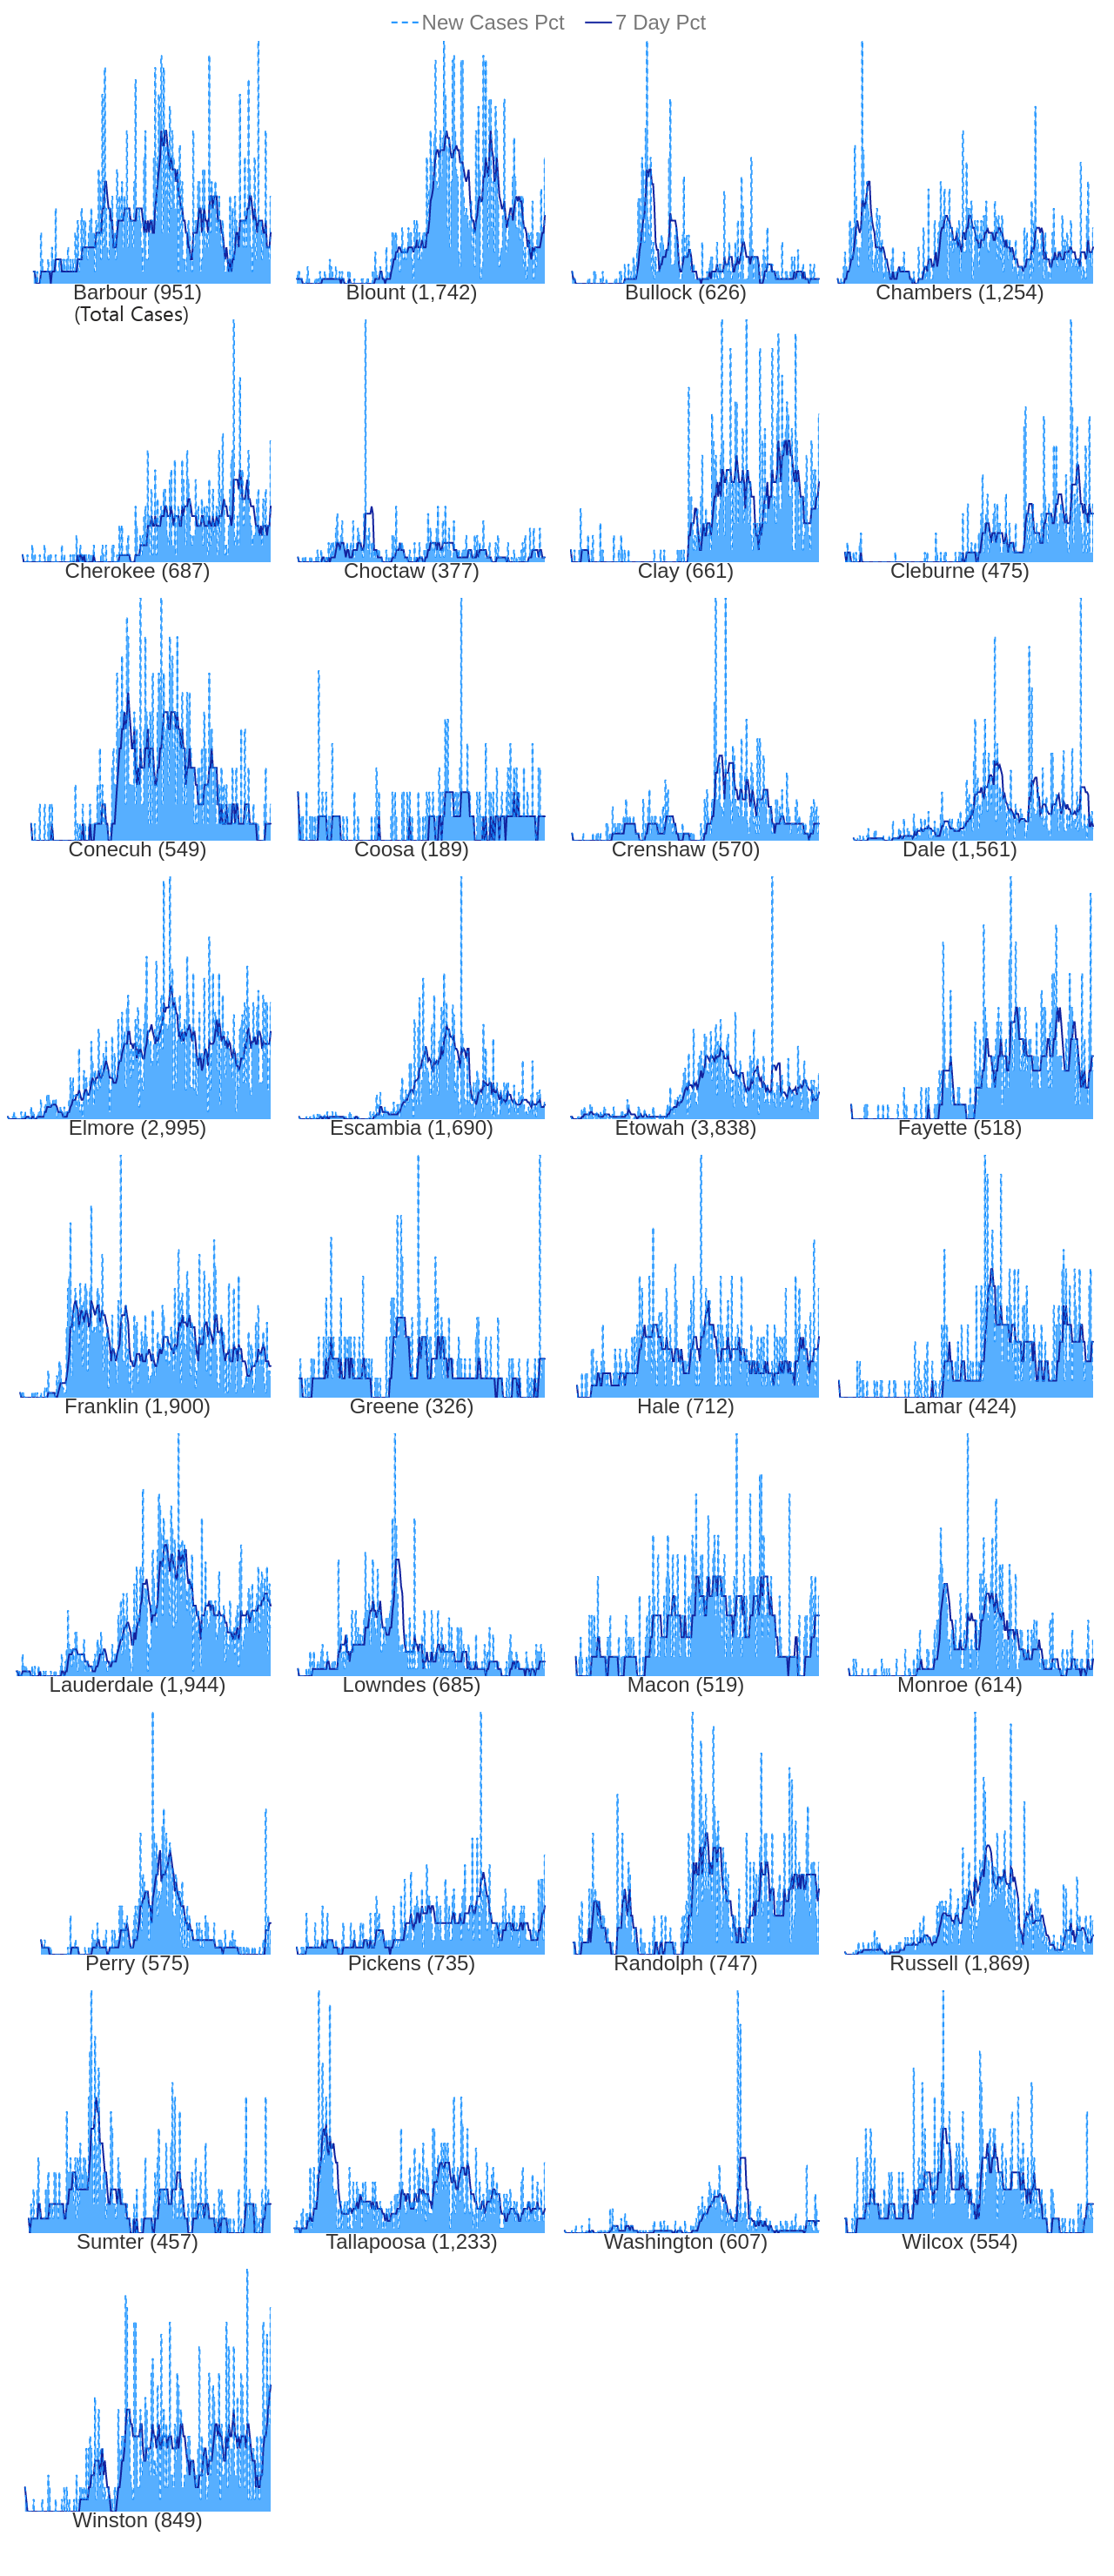 New Cases Pct 7 Day Pct
Barbour (951) Blount (1,742) Bullock (626) Chambers (1,254)
(Total Cases)
Cherokee (687) Choctaw (377) Clay (661) Cleburne (475)
Conecuh (549) Coosa (189) Crenshaw (570) Dale (1,561)
Elmore (2,995) Escambia (1,690) Etowah (3,838) Fayette (518)
Franklin (1,900) Greene (326) Hale (712) Lamar (424)
Lauderdale (1,944) Lowndes (685) Macon (519) Monroe (614)
Perry (575) Pickens (735) Randolph (747) Russell (1,869)
Sumter (457) Tallapoosa (1,233) Washington (607) Wilcox (554)
Winston (849)